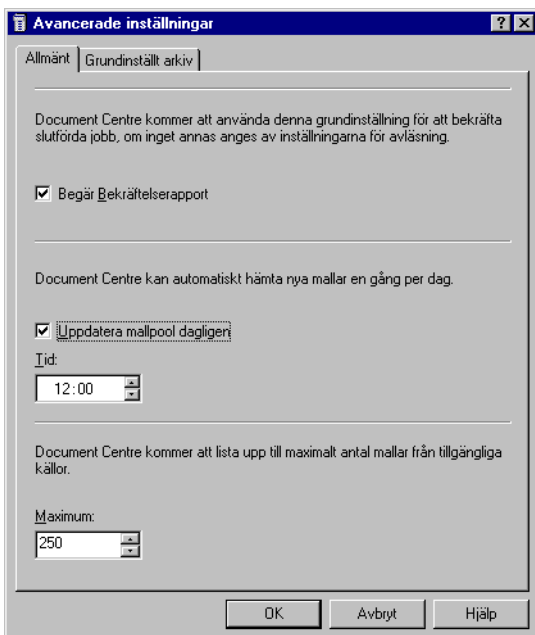 Avancerade inställningar
Allmänt Grundinställt arkiv
Document Centre kommer att använda denna grundinställning för att bekräfta
slutförda jobb, om inget annas anges av inställningarna för avläsning.
Begär Bekräftelserapport
Document Centre kan automatiskt hämta nya mallar en gång per dag.
Uppdatera mallpool dagligen
Tid:
12:00
Document Centre kommer att lista upp till maximalt antal mallar från tillgängliga
källor.
Maximum:
250
OK Avbryt Hjälp